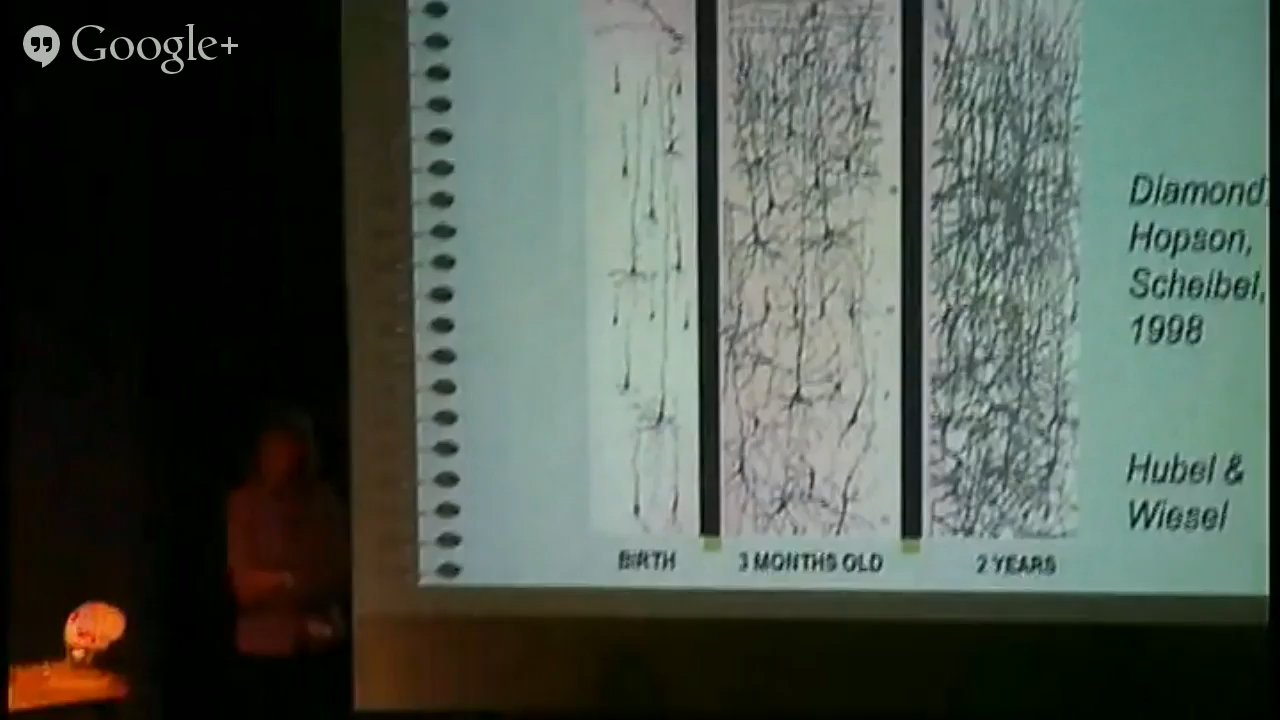 Google+
Diamond,
Hopson,
Scheibel,
1998
Hubel &
Wiesel
BIRTH
3 MONTHS OLD
2 YEARS